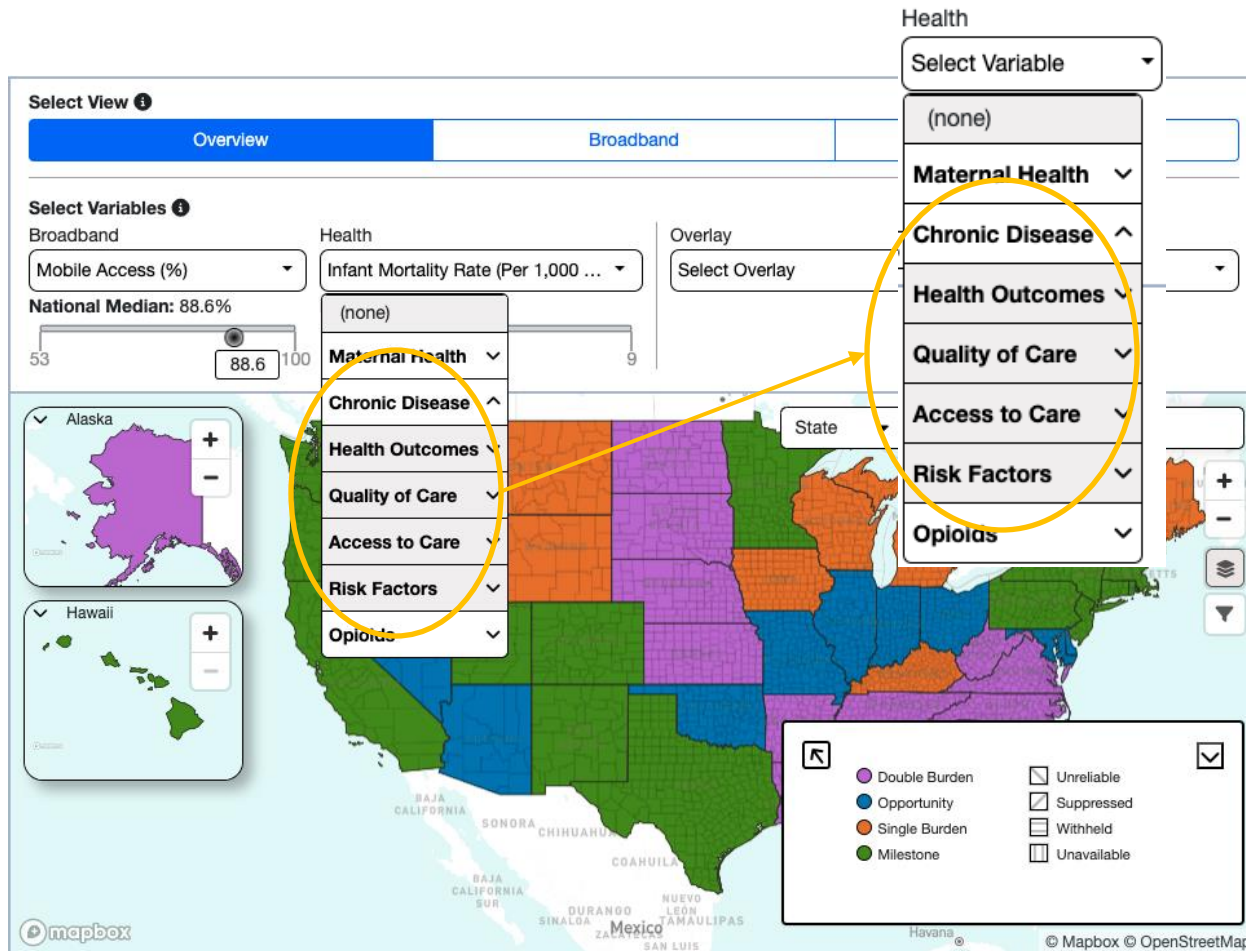 Health
Select Variable
(none)
Maternal Health
Chronic Disease
Health Outcomes
Quality of Care
Access to Care
Risk Factors
Opioids
Select View
Overview
Broadband
Select Variables
Broadband
Health
Overlay
Mobile Access (%)
Infant Mortality Rate (Per 1,000 ...
Select Overlay
National Median: 88.6%
53
88.6
100
9
(none)
Maternal Health
Chronic Disease
Health Outcomes
Quality of Care
Access to Care
Risk Factors
Opioids
Alaska
+
−
Hawaii
+
−
State
+
−
ETTS
Double Burden
Opportunity
Single Burden
Milestone
Unreliable
Suppressed
Withheld
Unavailable
BAJA
CALIFORNIA
SONORA
CHIHUAHUA
COAHUILA
BAJA
CALIFORNIA
SUR
NUEVO
LEÓN
DURANGO
TAMAULIPAS
SINALOA
Mexico
ZACATECAS
SAN LUIS
Havana
mapbox
© Mapbox © OpenStreetMap